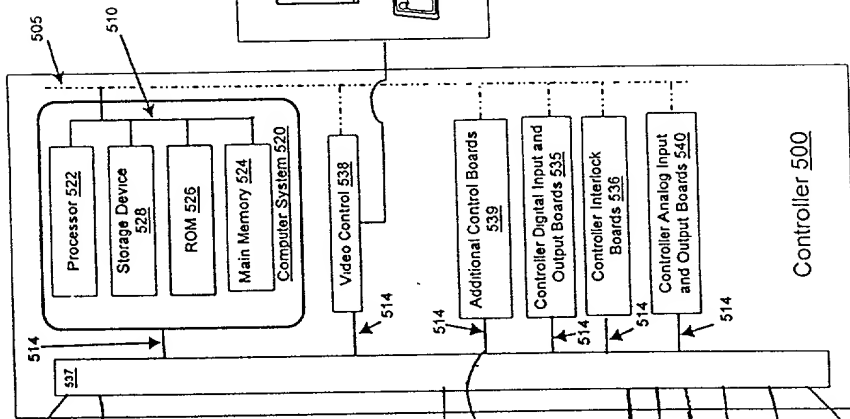 505
510
Processor 522
Storage Device
528
ROM 526
Main Memory 524
Computer System 520
514
Video Control 538
514
Additional Control Boards
539
514
Controller Digital Input and
Output Boards 535
514
Controller Interlock
Boards 536
514
Controller Analog Input
and Output Boards 540
514
537
Controller 500